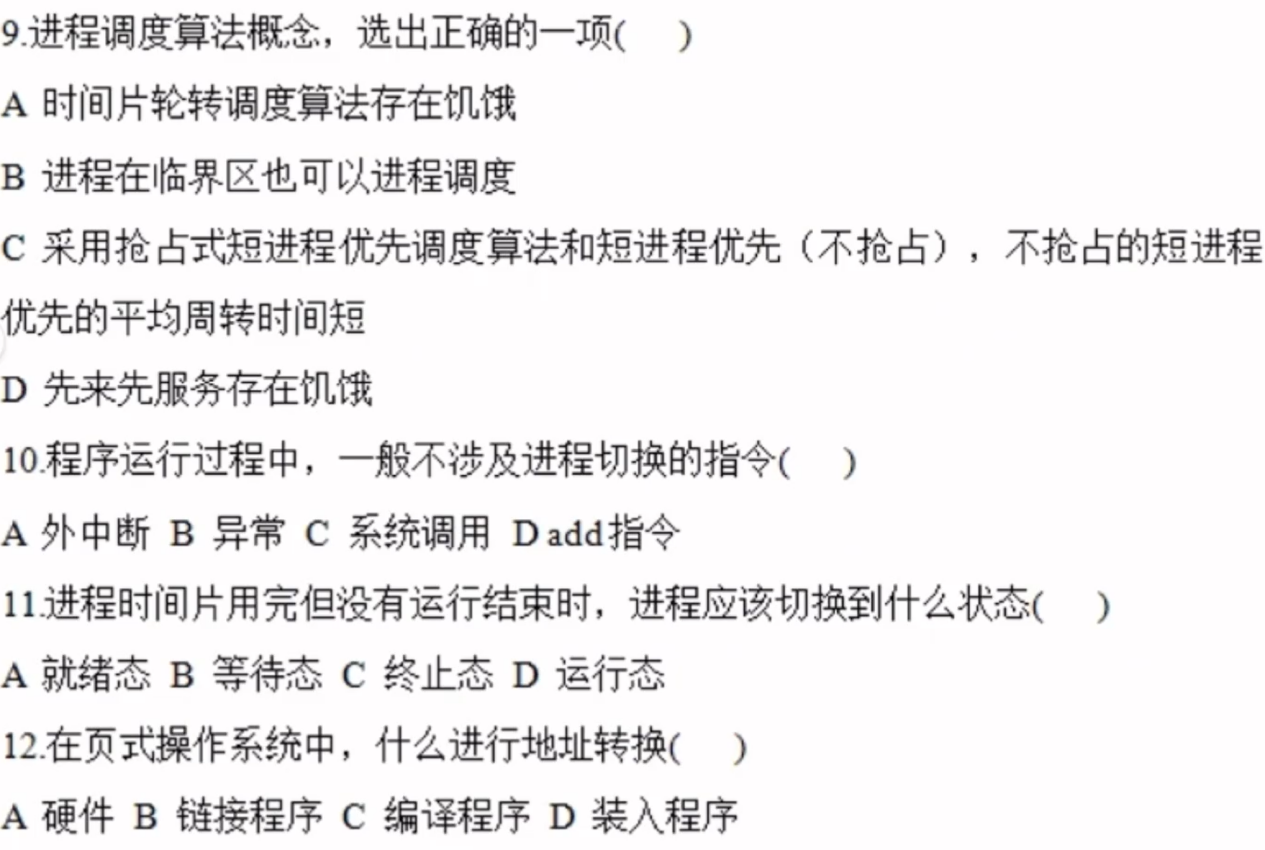 9.进程调度算法概念，选出正确的一项(  )
A 时间片轮转调度算法存在饥饿
B 进程在临界区也可以进程调度
C 采用抢占式短进程优先调度算法和短进程优先（不抢占），不抢占的短进程
优先的平均周转时间短
D 先来先服务存在饥饿
10.程序运行过程中，一般不涉及进程切换的指令(  )
A 外中断 B 异常 C 系统调用 D add指令
11.进程时间片用完但没有运行结束时，进程应该切换到什么状态(  )
A 就绪态 B 等待态 C 终止态 D 运行态
12.在页式操作系统中，什么进行地址转换(  )
A 硬件 B 链接程序 C 编译程序 D 装入程序